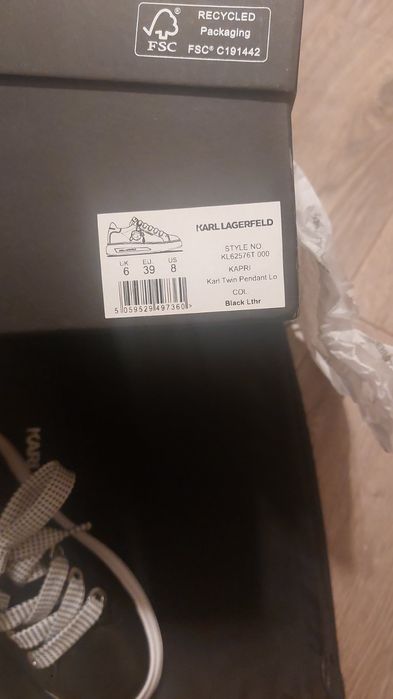 RECYCLED
Packaging
FSC® C191442
FSC
KARL LAGERFELD
STYLE NO
KL62576T 000
KAPRI
Karl Twin Pendant Lo
COL.
Black Lthr
UK EU US
6 39 8
5 059529 497360 >
KARL